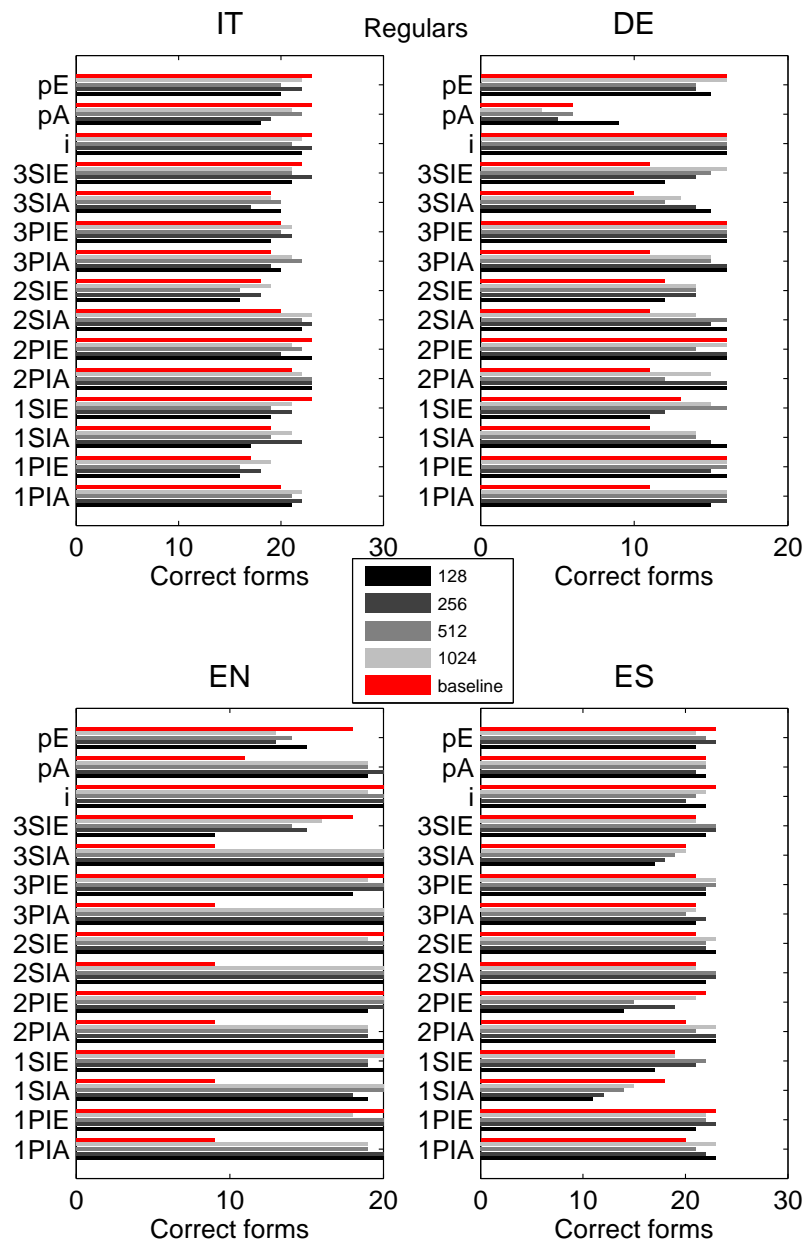 IT
Regulars
DE
pE
pA
i
3SIE
3SIA
3PIE
3PIA
2SIE
2SIA
2PIE
2PIA
1SIE
1SIA
1PIE
1PIA
0 10 20 30
Correct forms
pE
pA
i
3SIE
3SIA
3PIE
3PIA
2SIE
2SIA
2PIE
2PIA
1SIE
1SIA
1PIE
1PIA
0 10 20
Correct forms
128
256
512
1024
baseline
EN
pE
pA
i
3SIE
3SIA
3PIE
3PIA
2SIE
2SIA
2PIE
2PIA
1SIE
1SIA
1PIE
1PIA
0 10 20
Correct forms
ES
pE
pA
i
3SIE
3SIA
3PIE
3PIA
2SIE
2SIA
2PIE
2PIA
1SIE
1SIA
1PIE
1PIA
0 10 20 30
Correct forms